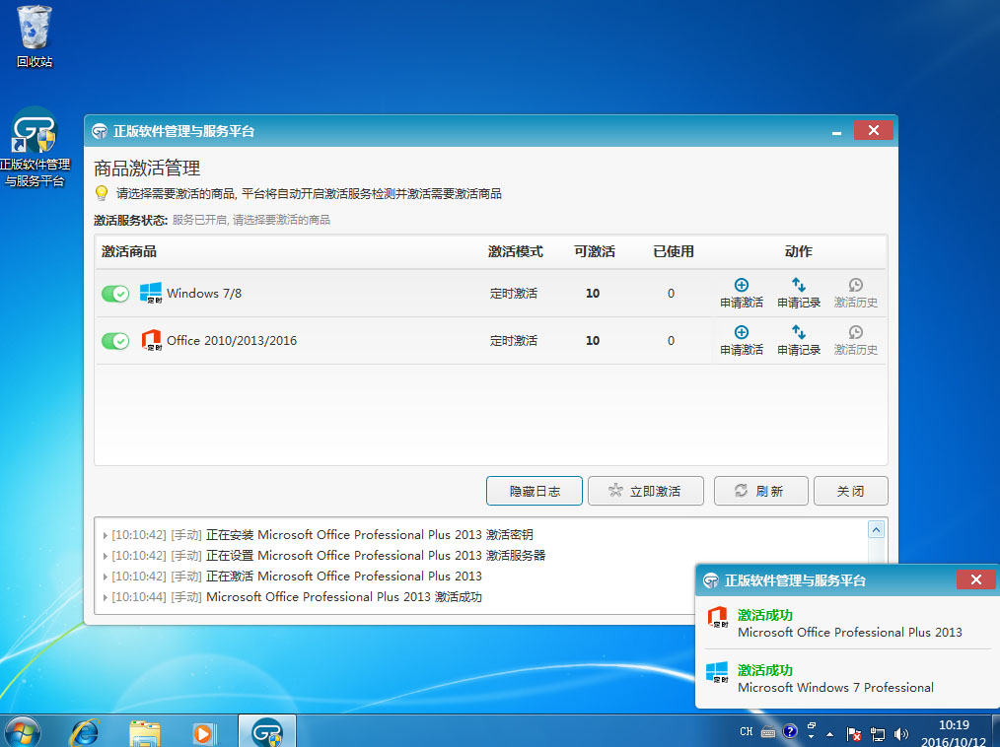 回收站
正版软件管理
与服务平台
正版软件管理与服务平台
商品激活管理
请选择需要激活的商品, 平台将自动开启激活服务检测并激活需要激活商品
激活服务状态: 服务已开启, 请选择要激活的商品
激活商品 激活模式 可激活 已使用 动作
定时 Windows 7/8 定时激活 10 0 申请激活 申请记录 激活历史
定时 Office 2010/2013/2016 定时激活 10 0 申请激活 申请记录 激活历史
隐藏日志 立即激活 刷新 关闭
[10:10:42] [手动] 正在安装 Microsoft Office Professional Plus 2013 激活密钥
[10:10:42] [手动] 正在设置 Microsoft Office Professional Plus 2013 激活服务器
[10:10:42] [手动] 正在激活 Microsoft Office Professional Plus 2013
[10:10:44] [手动] Microsoft Office Professional Plus 2013 激活成功
正版软件管理与服务平台
定时 激活成功
Microsoft Office Professional Plus 2013
定时 激活成功
Microsoft Windows 7 Professional
CH 10:19
2016/10/12